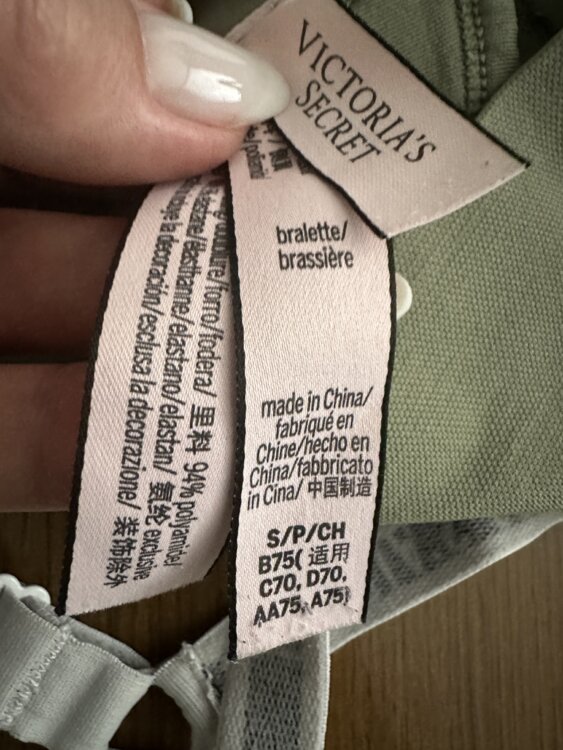 VICTORIA'S
SECRET
bralette/
brassière
made in China/
fabriqué en
Chine/hecho en
China/fabbricato
in Cina/ 中国制造
S/P/CH
B75( 适用
C70, D70,
AA75, A75)
/forro/fodera/ 里料 94% polyamide/
elastane/élasthanne/elastano/elastan/ 氨纶 exclusive
la decoración/esclusa la decorazione/ 装饰除外